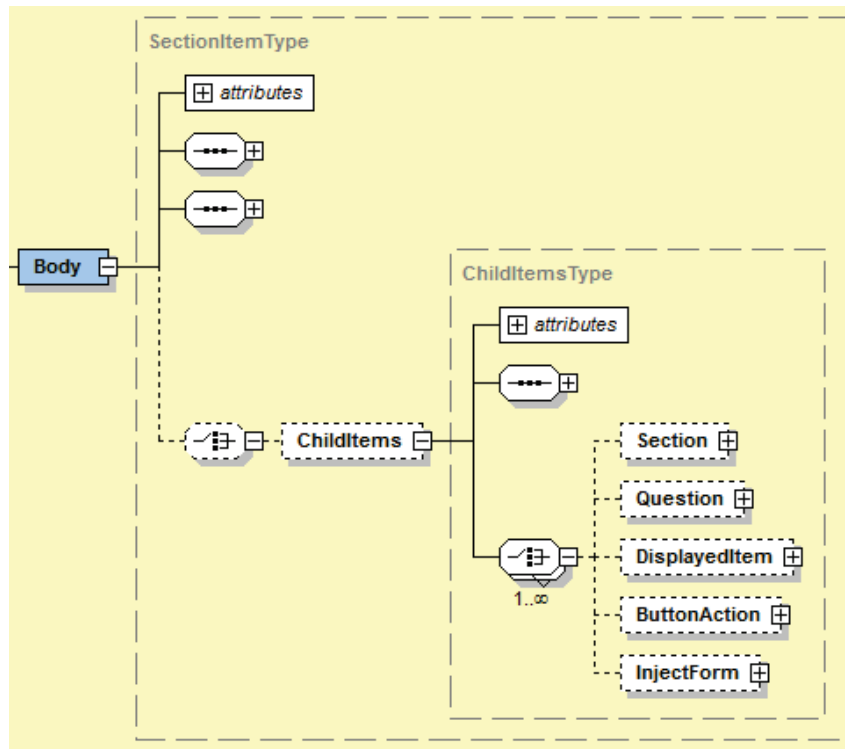 SectionItemType
attributes
Body
ChildItemsType
attributes
ChildItems
Section
Question
DisplayedItem
ButtonAction
InjectForm
1..∞